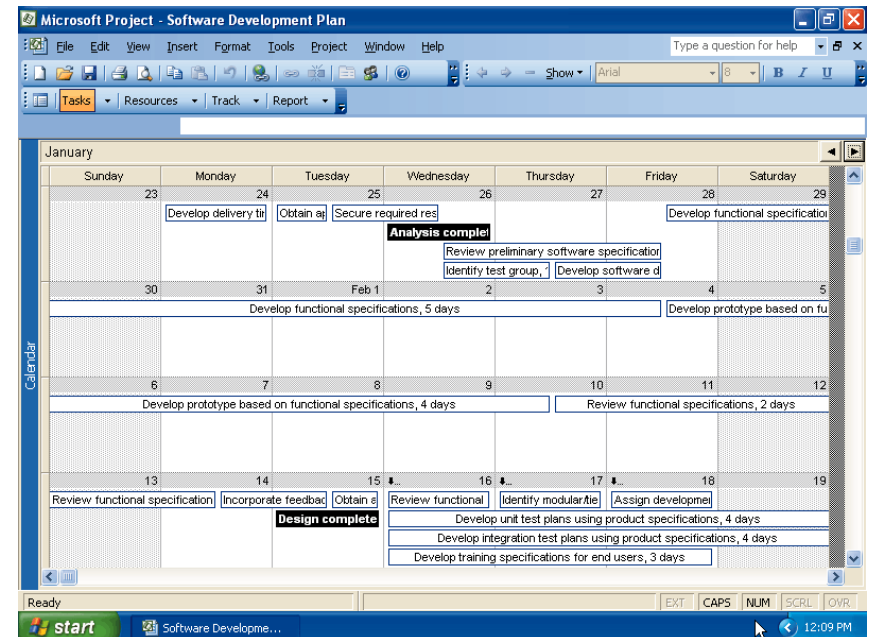 Microsoft Project - Software Development Plan
File Edit View Insert Format Tools Project Window Help Type a question for help
Show Arial 8 B I U
Tasks Resources Track Report
January
Sunday Monday Tuesday Wednesday Thursday Friday Saturday
23 24 25 26 27 28 29
Develop delivery tir Obtain ap Secure required res Develop functional specification
Analysis complet
Review preliminary software specification
Identify test group, Develop software d
30 31 Feb 1 2 3 4 5
Develop functional specifications, 5 days Develop prototype based on fu
Calendar
6 7 8 9 10 11 12
Develop prototype based on functional specifications, 4 days Review functional specifications, 2 days
13 14 15 16 17 18 19
Review functional specification Incorporate feedbac Obtain a Review functional Identify modular/tie Assign developmen
Design complete Develop unit test plans using product specifications, 4 days
Develop integration test plans using product specifications, 4 days
Develop training specifications for end users, 3 days
Ready EXT CAPS NUM SCRL OVR
start Software Developme... 12:09 PM